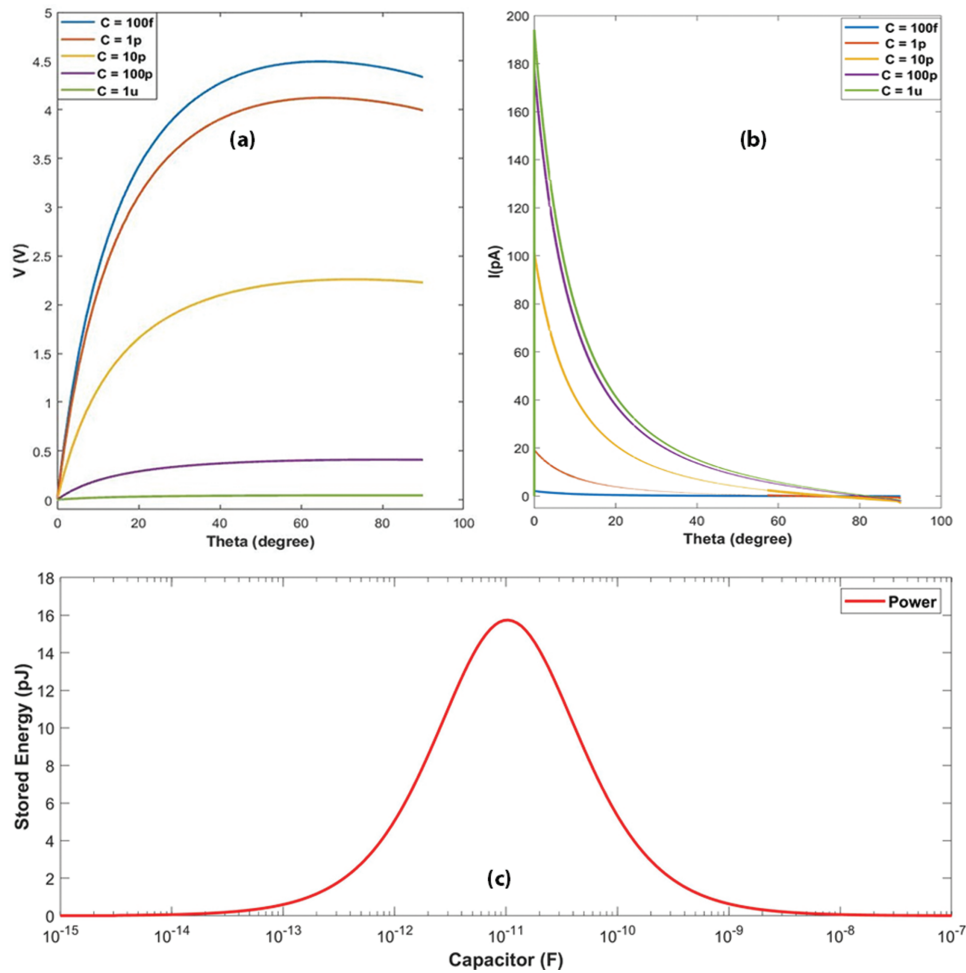 5
4.5
4
3.5
3
2.5
2
1.5
1
0.5
0
V (V)
C = 100f
C = 1p
C = 10p
C = 100p
C = 1u
(a)
0 20 40 60 80 100
Theta (degree)
200
180
160
140
120
100
80
60
40
20
0
I(pA)
C = 100f
C = 1p
C = 10p
C = 100p
C = 1u
(b)
0 20 40 60 80 100
Theta (degree)
18
16
14
12
10
8
6
4
2
0
Stored Energy (pJ)
Power
(c)
10-15 10-14 10-13 10-12 10-11 10-10 10-9 10-8 10-7
Capacitor (F)